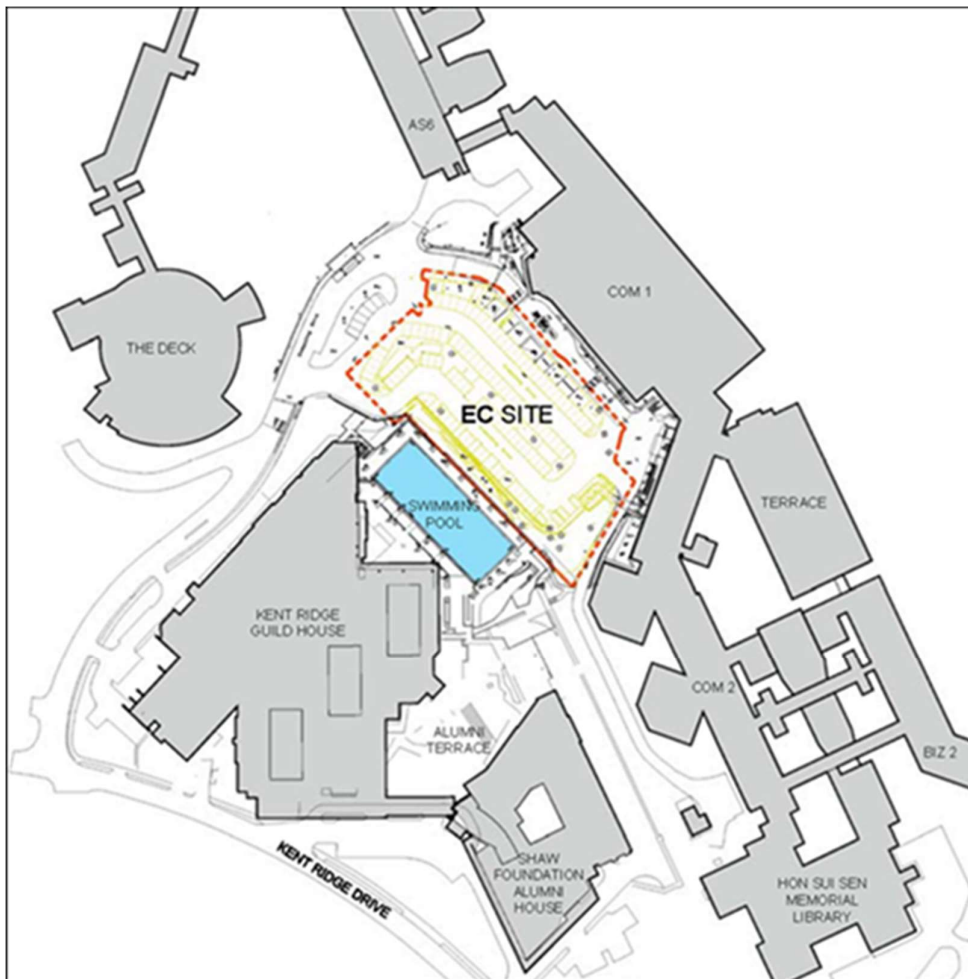 AS6
COM 1
THE DECK
EC SITE
SWIMMING
POOL
TERRACE
KENT RIDGE
GUILD HOUSE
COM 2
ALUMNI
TERRACE
BIZ 2
KENT RIDGE DRIVE
SHAW
FOUNDATION
ALUMNI
HOUSE
HON SUI SEN
MEMORIAL
LIBRARY